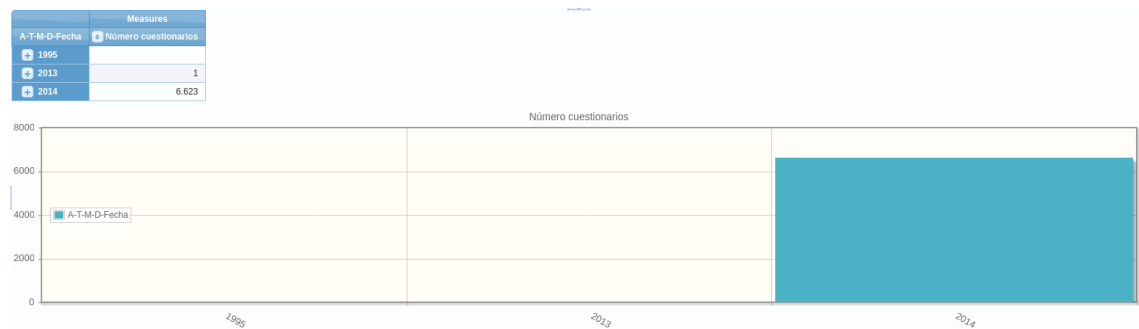 Measures
A-T-M-D-Fecha Número cuestionarios
1995
2013 1
2014 6.623
Número cuestionarios
8000
6000
4000
2000
0
A-T-M-D-Fecha
1995 2013 2014